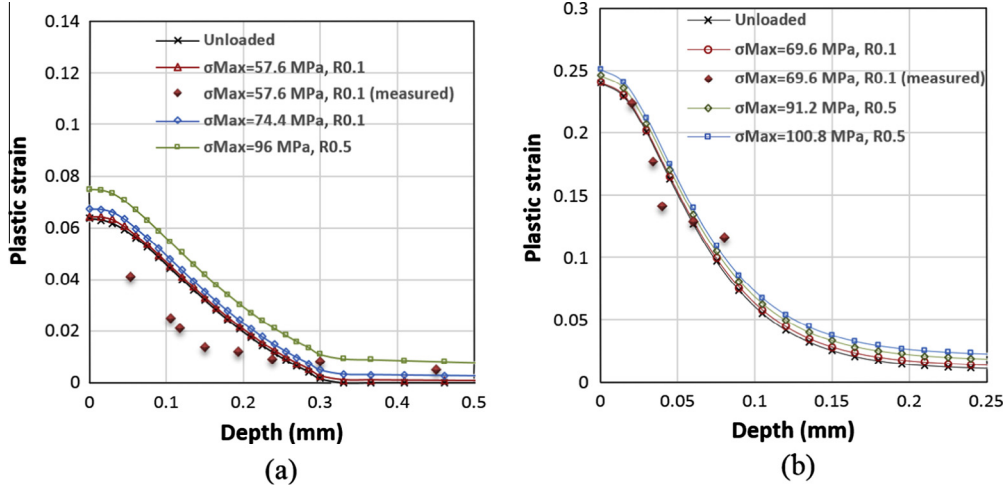 0.14
0.12
0.1
0.08
0.06
0.04
0.02
0
Plastic strain
Unloaded
σMax=57.6 MPa, R0.1
σMax=57.6 MPa, R0.1 (measured)
σMax=74.4 MPa, R0.1
σMax=96 MPa, R0.5
0 0.1 0.2 0.3 0.4 0.5
Depth (mm)
(a)
0.3
0.25
0.2
0.15
0.1
0.05
0
Plastic strain
Unloaded
σMax=69.6 MPa, R0.1
σMax=69.6 MPa, R0.1 (measured)
σMax=91.2 MPa, R0.5
σMax=100.8 MPa, R0.5
0 0.05 0.1 0.15 0.2 0.25
Depth (mm)
(b)